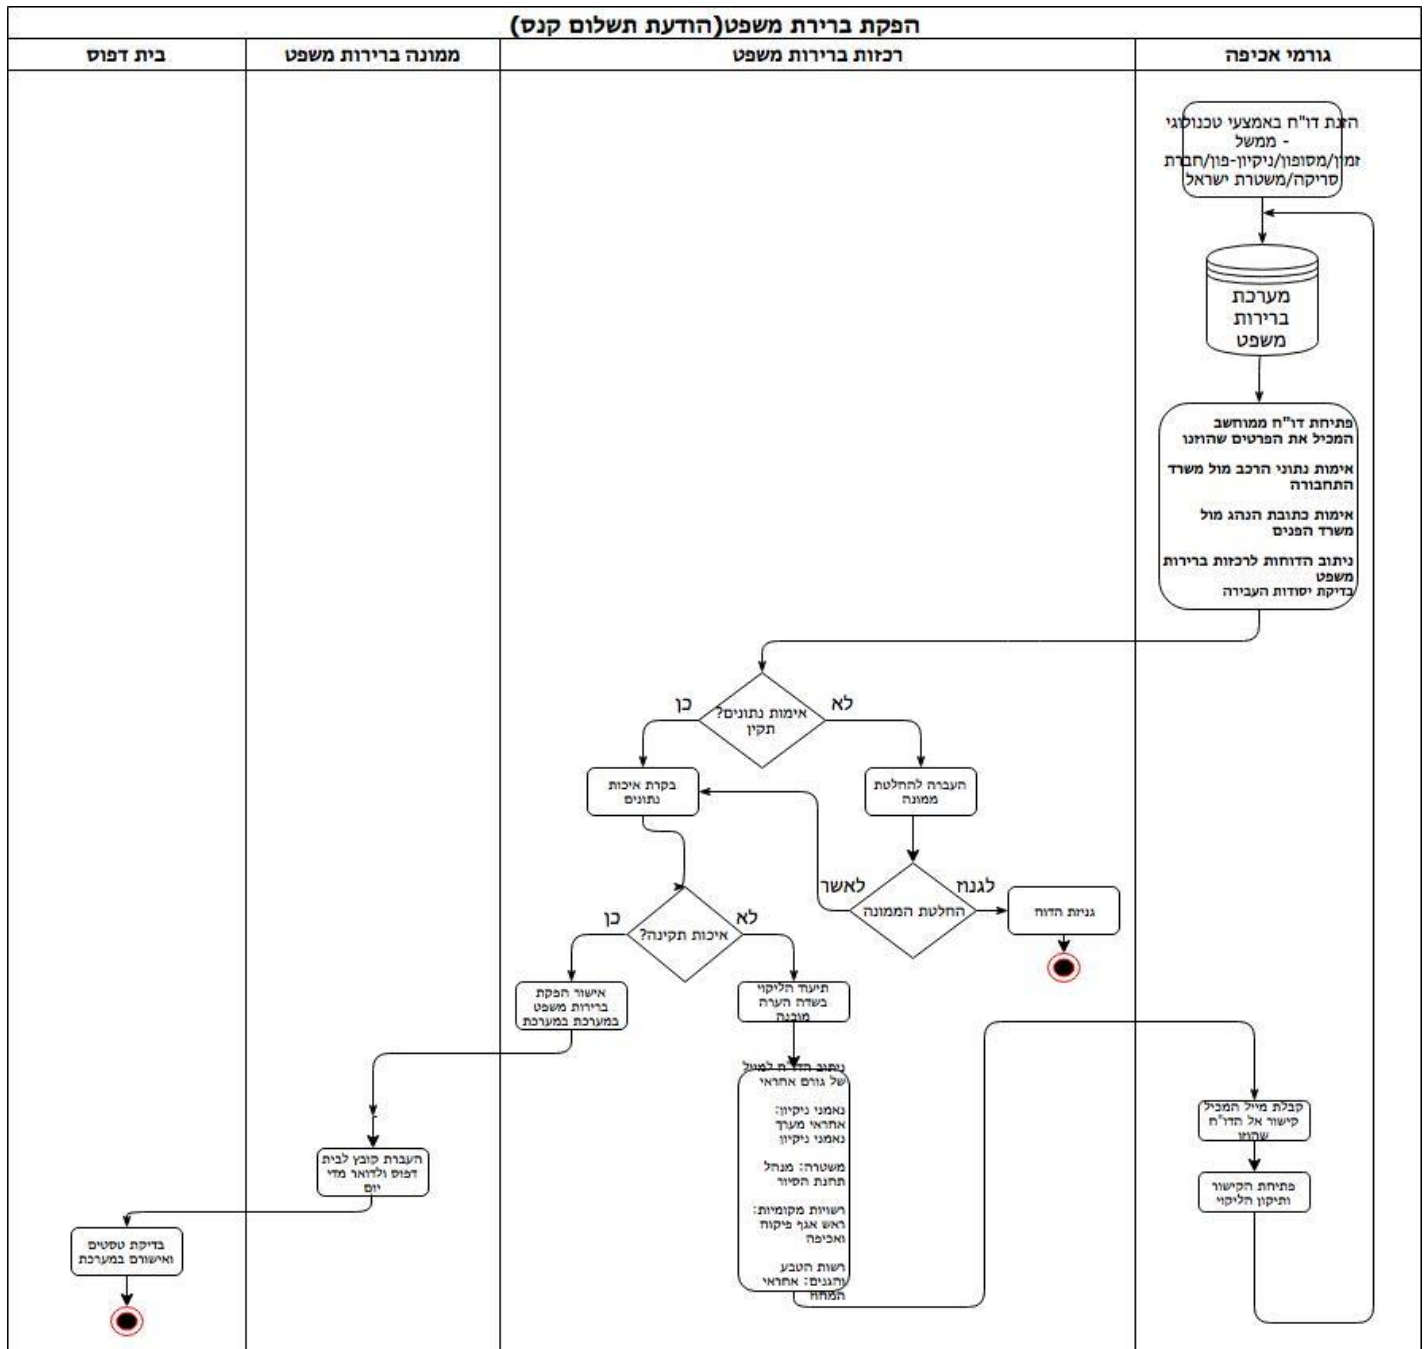 הפקת ברירת משפט(הודעת תשלום קנס)
גורמי אכיפה
רכזות ברירות משפט
ממונה ברירות משפט
בית דפוס
הזנת דו"ח באמצעי טכנולוגי
- ממשל
זמין/מסופון/ניקיון-פון/חברת
סריקה/משטרת ישראל
מערכת
ברירות
משפט
פתיחת דו"ח ממוחשב
המכיל את הפרטים שהוזנו
אימות נתוני הרכב מול משרד
התחבורה
אימות כתובת הנהג מול
משרד הפנים
ניתוב הדוחות לרכזות ברירות
משפט
בדיקת יסודות העבירה
אימות נתונים?
תקין
לא
כן
העברה להחלטת
ממונה
בקרת איכות
נתונים
החלטת הממונה
לגנוז
לאשר
גניזת הדוח
איכות תקינה?
לא
כן
תיעוד הליקוי
בשדה הערה
מובנה
אישור הפקת
ברירות משפט
במערכת במערכת
ניתוב הדו"ח למייל
של גורם אחראי
נאמני ניקיון:
אחראי מערך
נאמני ניקיון
משטרה: מנהל
תחנת הסיור
רשויות מקומיות:
ראש אגף פיקוח
ואכיפה
רשות הטבע
והגנים: אחראי
המחוז
קבלת מייל המכיל
קישור אל הדו"ח
שהוזן
פתיחת הקישור
ותיקון הליקוי
העברת קובץ לבית
דפוס ולדואר מדי
יום
בדיקת טסטים
ואישורם במערכת